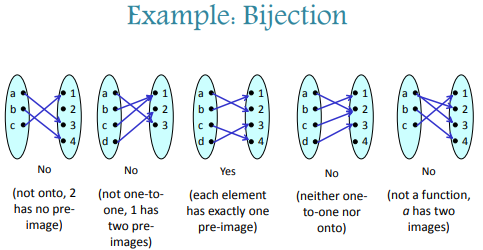 Example: Bijection
a
b
c
1
2
3
4
a
b
c
d
1
2
3
a
b
c
d
1
2
3
4
a
b
c
d
1
2
3
4
a
b
c
1
2
3
4
No
(not onto, 2
has no pre-
image)
No
(not one-to-
one, 1 has
two pre-
images)
Yes
(each element
has exactly one
pre-image)
No
(neither one-
to-one nor
onto)
No
(not a function,
a has two
images)